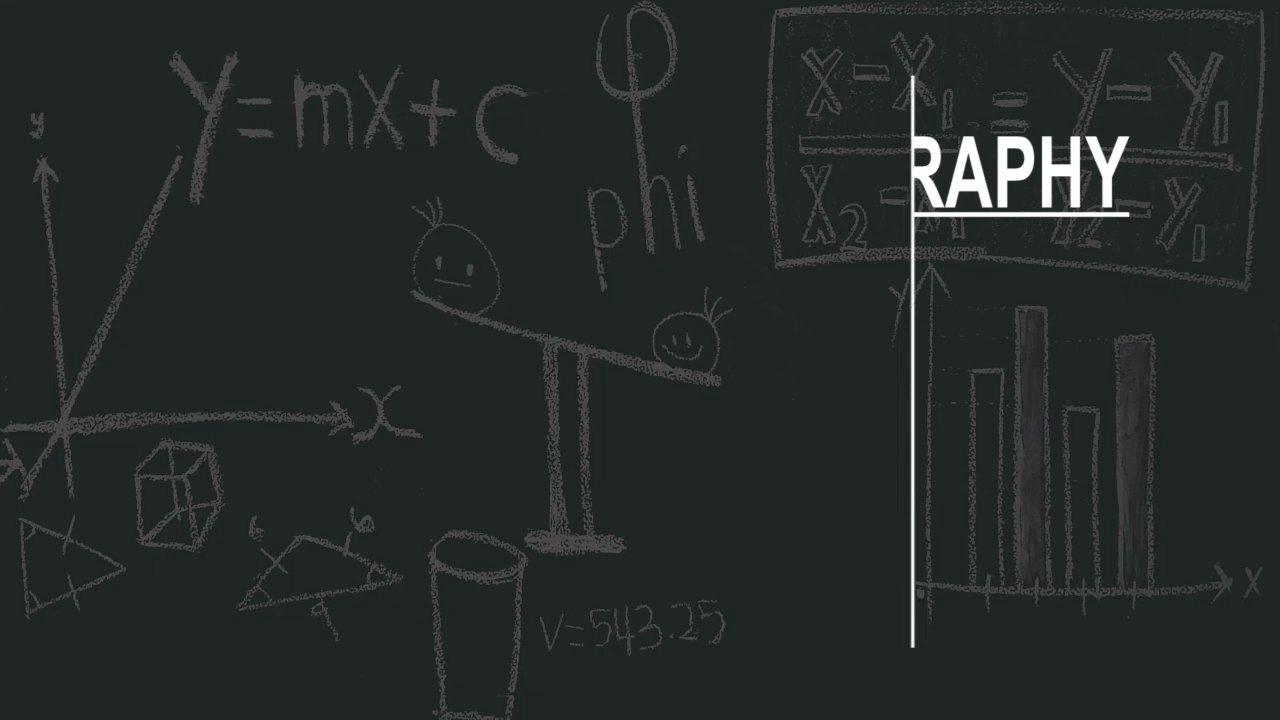 y
Y=mx+c
φ
phi
X-X₁ = Y-Y₁
X₂-X₁ Y₂-Y₁
RAPHY
Y
X
X
V=543.25